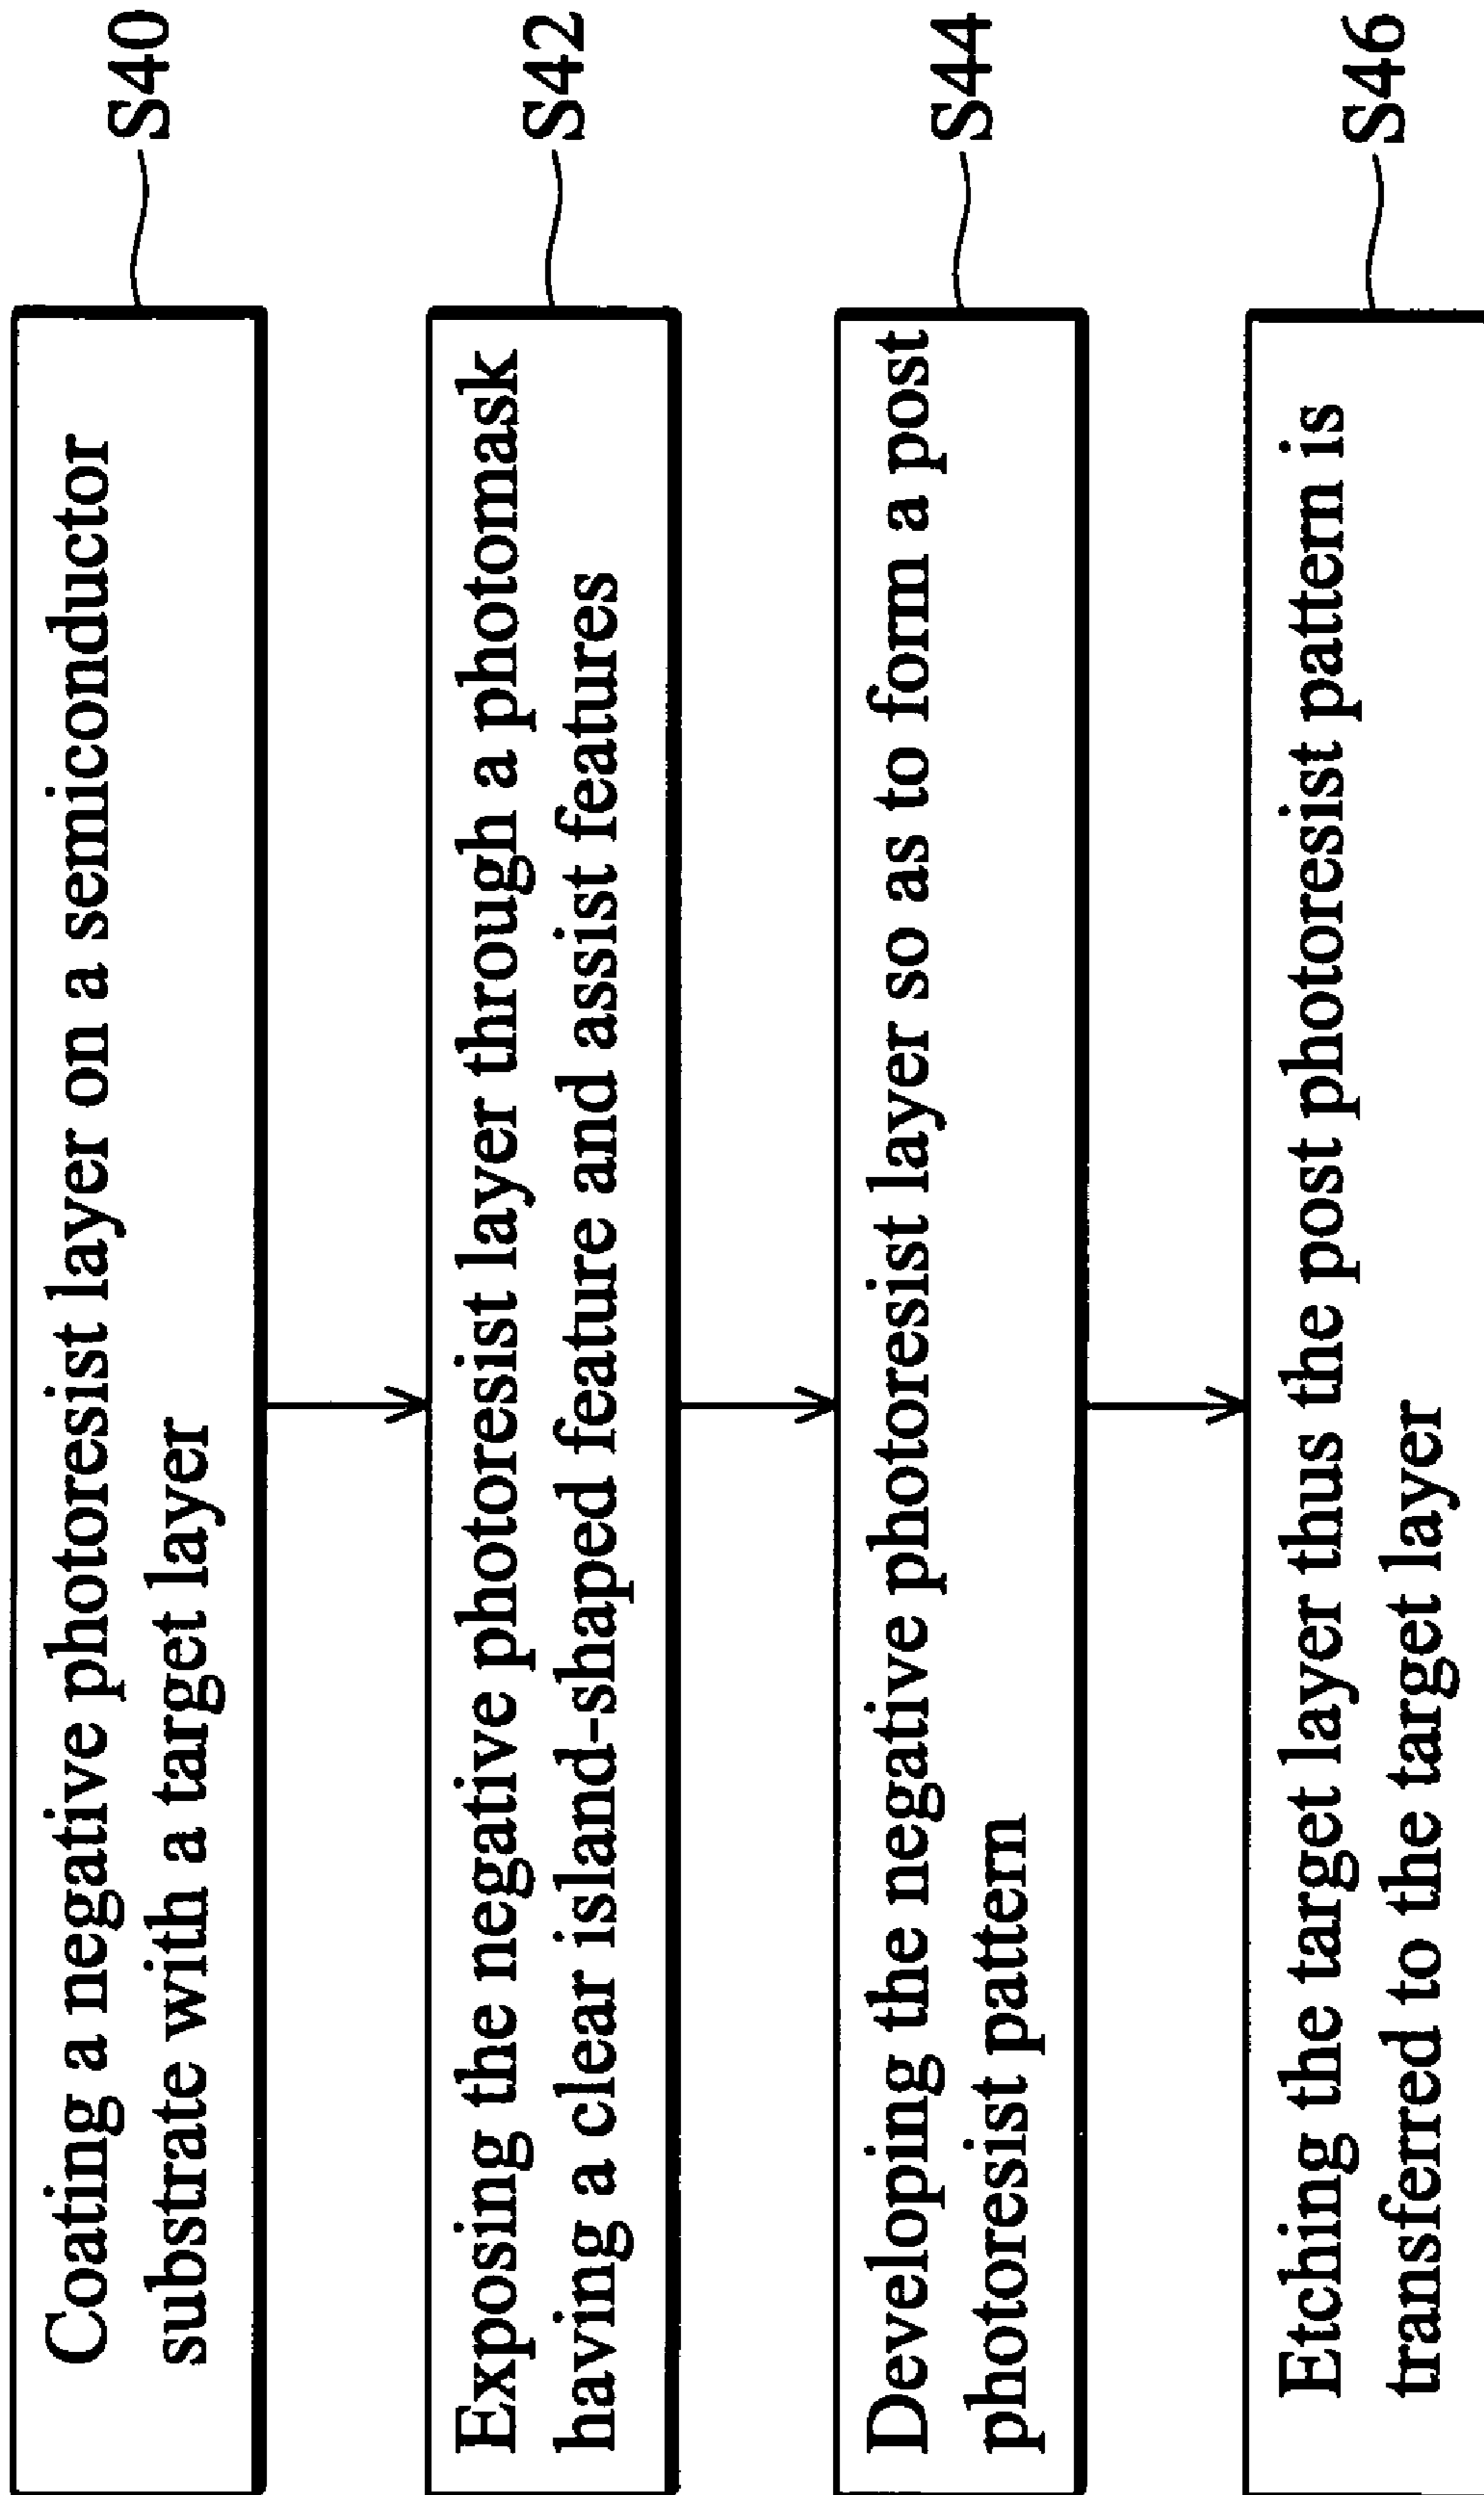 Coating a negative photoresist layer on a semiconductor
substrate with a target layer
S40
Exposing the negative photoresist layer through a photomask
having a clear island-shaped feature and assist features
S42
Developing the negative photoresist layer so as to form a post
photoresist pattern
S44
Etching the target layer thus the post photoresist pattern is
transferred to the target layer
S46